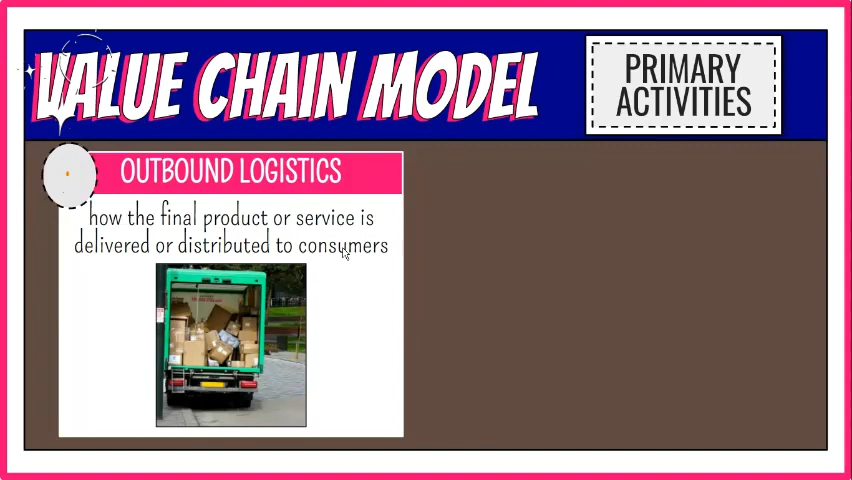 VALUE CHAIN MODEL
PRIMARY
ACTIVITIES
OUTBOUND LOGISTICS
how the final product or service is
delivered or distributed to consumers